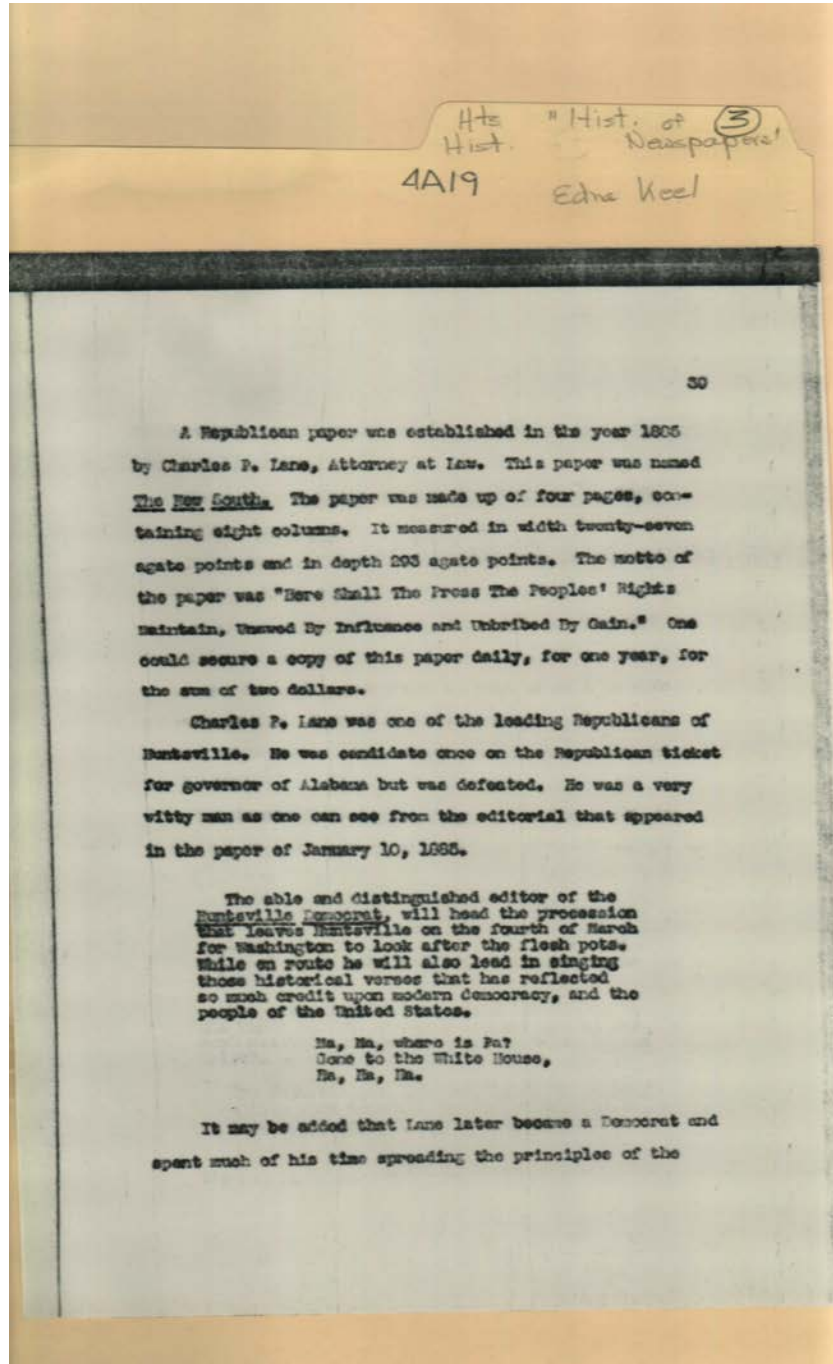 Hts "Hist. of 3
Hist. Newspapers"
4A19 Edna Keel
30
A Republican paper was established in the year 1885
by Charles P. Lane, Attorney at Law. This paper was named
The New South. The paper was made up of four pages, con-
taining eight columns. It measured in width twenty-seven
agate points and in depth 293 agate points. The motto of
the paper was "Here Shall The Press The Peoples' Rights
Maintain, Unawed By Influence and Unbribed By Gain." One
could secure a copy of this paper daily, for one year, for
the sum of two dollars.
Charles P. Lane was one of the leading Republicans of
Huntsville. He was candidate once on the Republican ticket
for governor of Alabama but was defeated. He was a very
witty man as one can see from the editorial that appeared
in the paper of January 10, 1885.
The able and distinguished editor of the
Huntsville Democrat, will head the procession
that leaves Huntsville on the fourth of March
for Washington to look after the flesh pots.
While en route he will also lead in singing
those historical verses that has reflected
so much credit upon modern democracy, and the
people of the United States.
Ma, Ma, where is Pa?
Gone to the White House,
Ha, Ha, Ha.
It may be added that Lane later became a Democrat and
spent much of his time spreading the principles of the